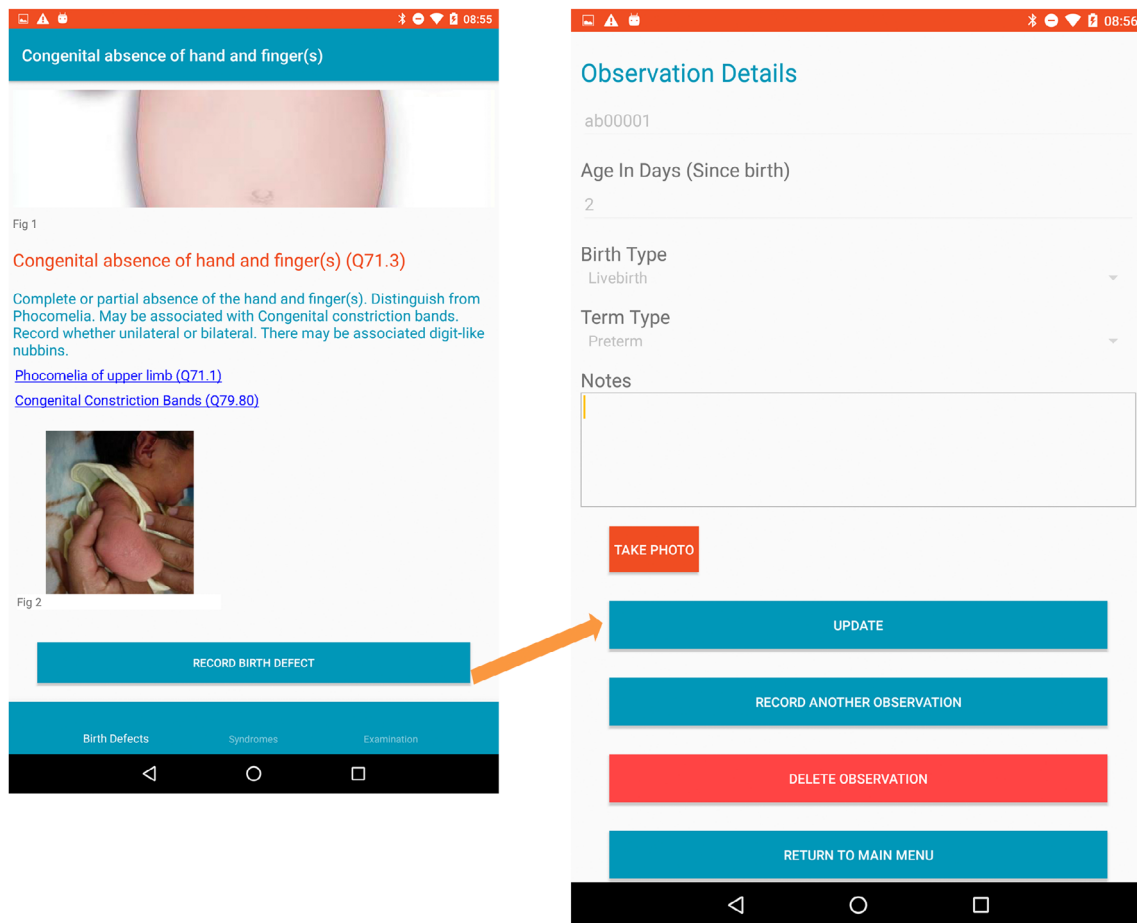 08:55
Congenital absence of hand and finger(s)
Fig 1
Congenital absence of hand and finger(s) (Q71.3)
Complete or partial absence of the hand and finger(s). Distinguish from
Phocomelia. May be associated with Congenital constriction bands.
Record whether unilateral or bilateral. There may be associated digit-like
nubbins.
Phocomelia of upper limb (Q71.1)
Congenital Constriction Bands (Q79.80)
Fig 2
RECORD BIRTH DEFECT
Birth Defects
Syndromes
Examination
08:56
Observation Details
ab00001
Age In Days (Since birth)
2
Birth Type
Livebirth
Term Type
Preterm
Notes
TAKE PHOTO
UPDATE
RECORD ANOTHER OBSERVATION
DELETE OBSERVATION
RETURN TO MAIN MENU